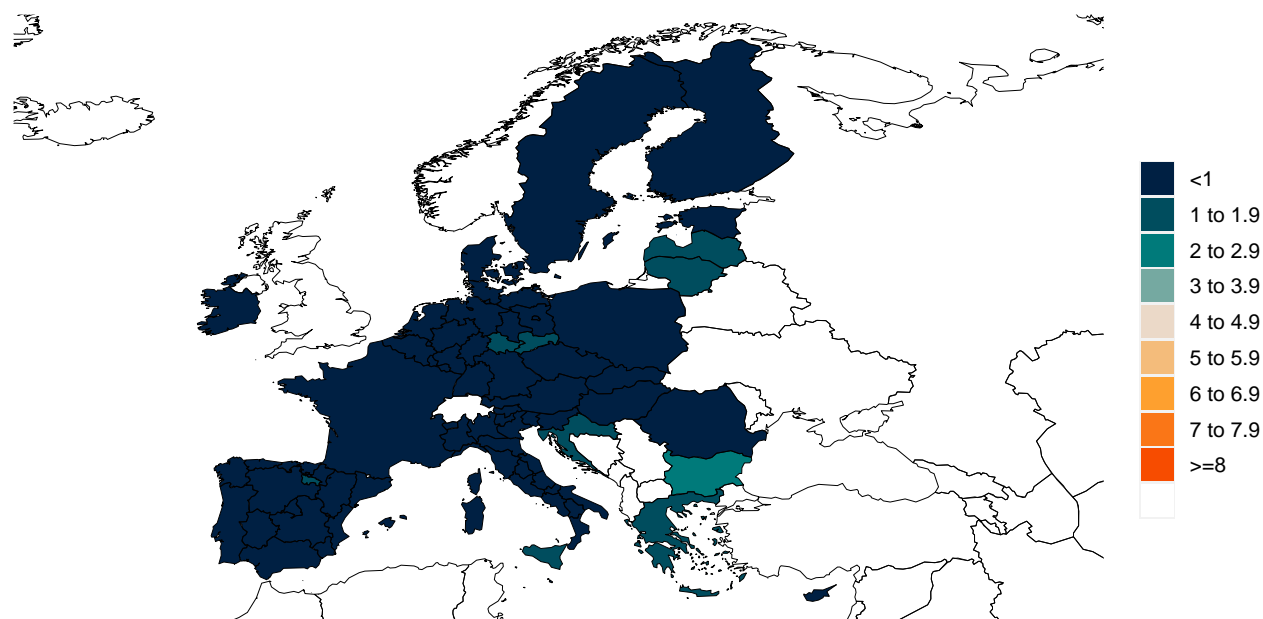 <1
1 to 1.9
2 to 2.9
3 to 3.9
4 to 4.9
5 to 5.9
6 to 6.9
7 to 7.9
>=8